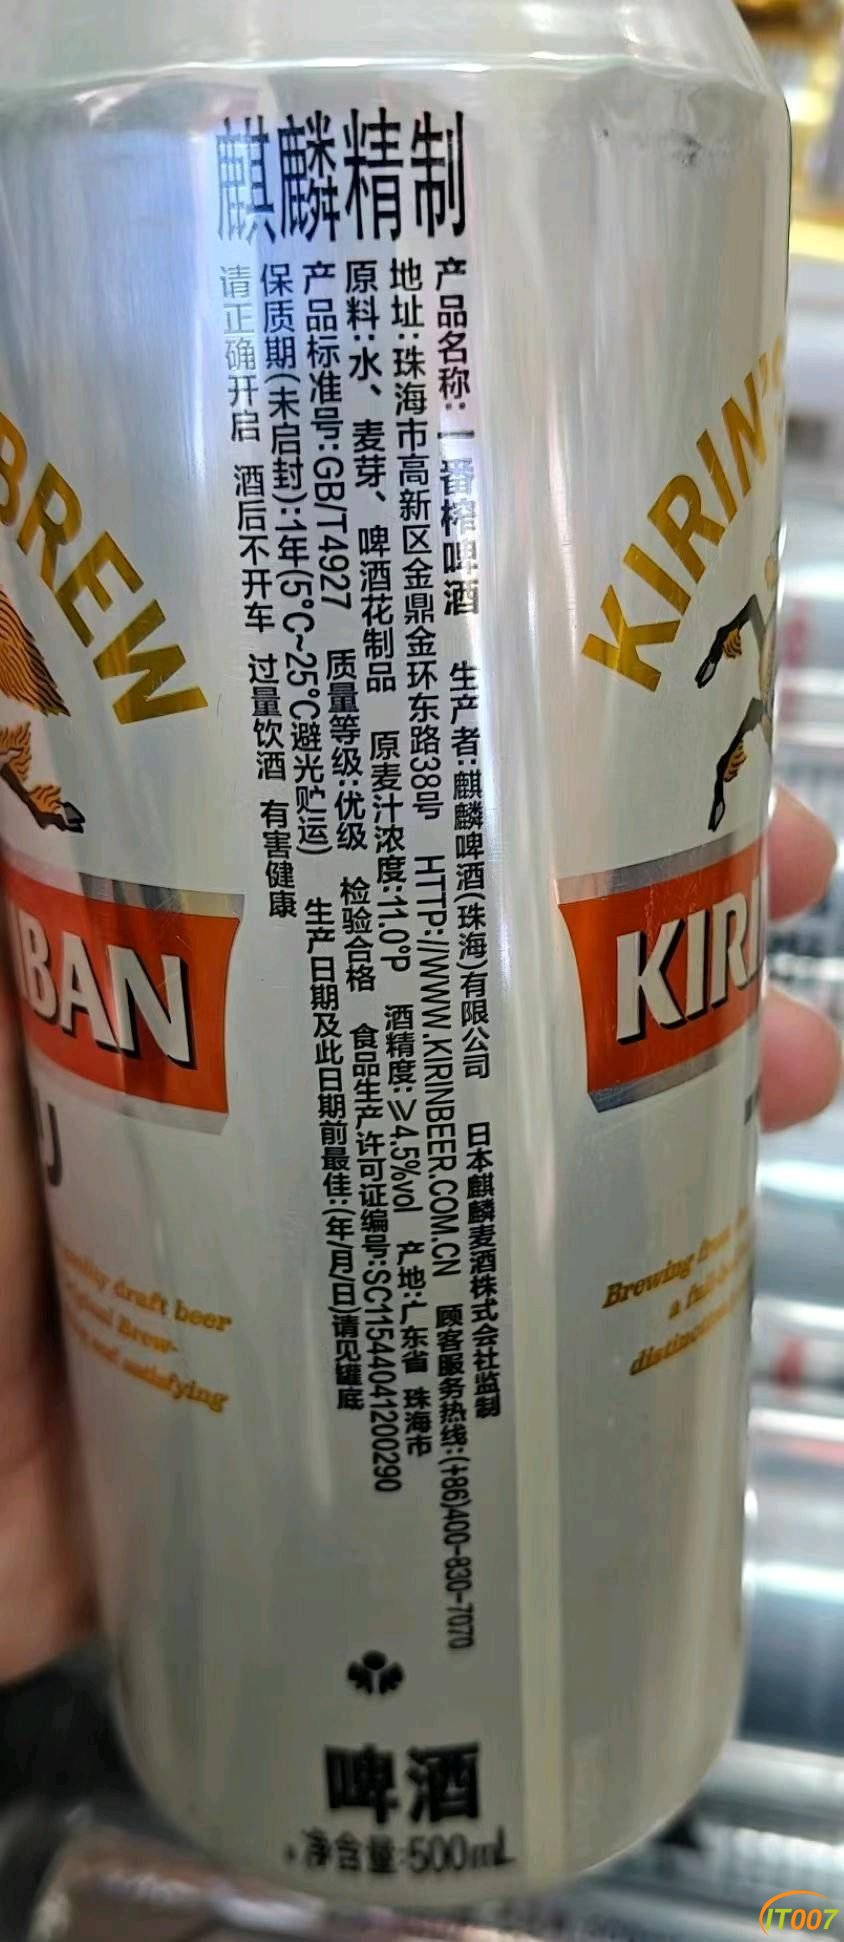 麒麟精制
产品名称:一番榨啤酒 生产者:麒麟啤酒(珠海)有限公司 日本麒麟麦酒株式会社监制
地址:珠海市高新区金鼎金环东路38号 HTTP://WWW.KIRINBEER.COM.CN 顾客服务热线:(+86)400-830-7070
原料:水、麦芽、啤酒花制品 原麦汁浓度:11.0°P 酒精度:≥4.5%vol 产地:广东省 珠海市
产品标准号:GB/T4927 质量等级:优级 检验合格 食品生产许可证编号:SC11544041200290
保质期(未启封):1年(5°C~25°C避光贮运) 生产日期及此日期前最佳:(年/月/日)请见罐底
请正确开启 酒后不开车 过量饮酒 有害健康
啤酒
净含量:500mL
BREW
BAN
draft beer
Brew-
and satisfying
KIRIN'S
KIRI
Brewing
a
IT007